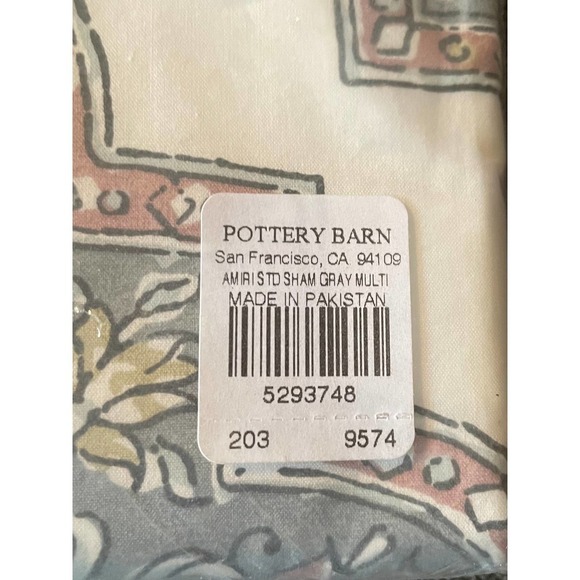 POTTERY BARN
San Francisco, CA 94109
AMIRI STD SHAM GRAY MULTI
MADE IN PAKISTAN
5293748
203 9574